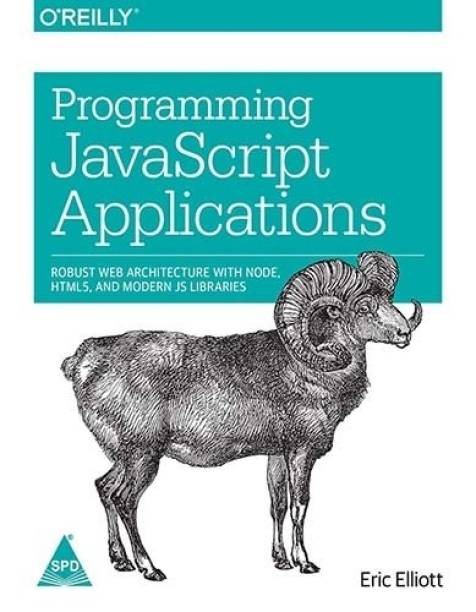 O'REILLY®
Programming
JavaScript
Applications
ROBUST WEB ARCHITECTURE WITH NODE,
HTML5, AND MODERN JS LIBRARIES
SPD
Eric Elliott